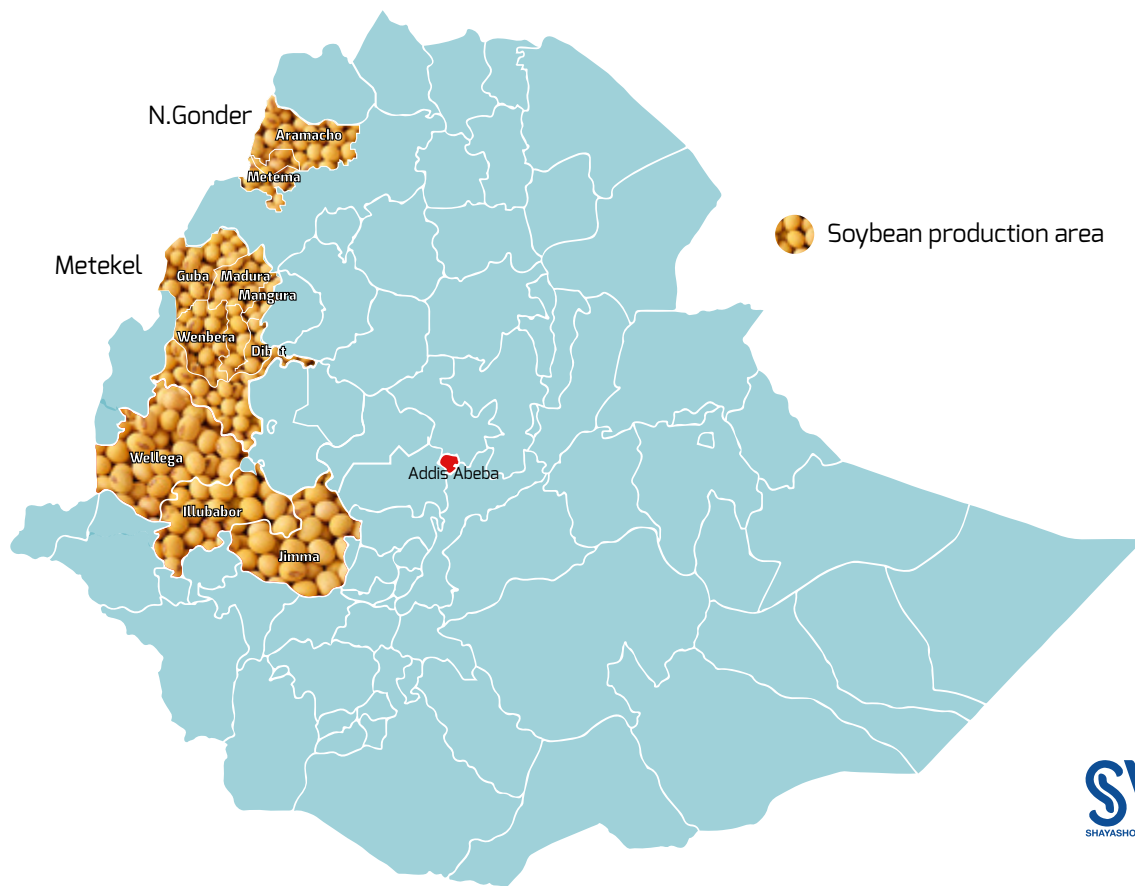 N.Gonder
Aramacho
Metema
Soybean production area
Metekel
Guba
Madura
Mangura
Wenbera
Addis Abeba
Wellega
Illubabor
Jimma